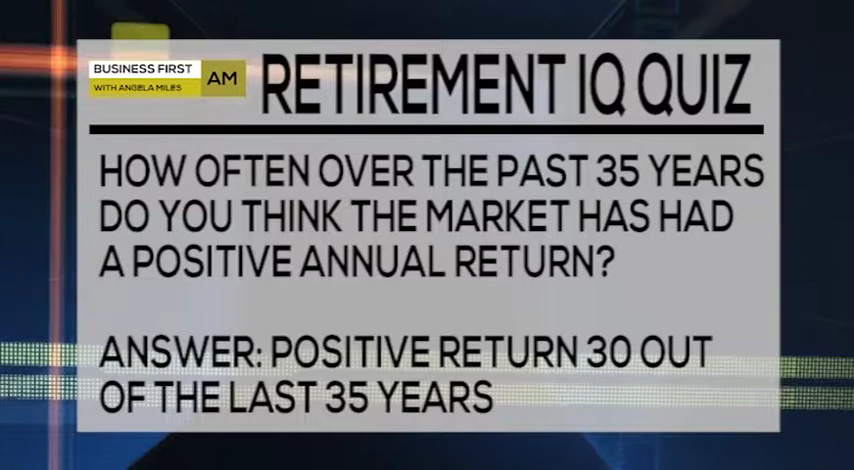 BUSINESS FIRST
WITH ANGELA MILES
AM
RETIREMENT IQ QUIZ
HOW OFTEN OVER THE PAST 35 YEARS
DO YOU THINK THE MARKET HAS HAD
A POSITIVE ANNUAL RETURN?
ANSWER: POSITIVE RETURN 30 OUT
OF THE LAST 35 YEARS